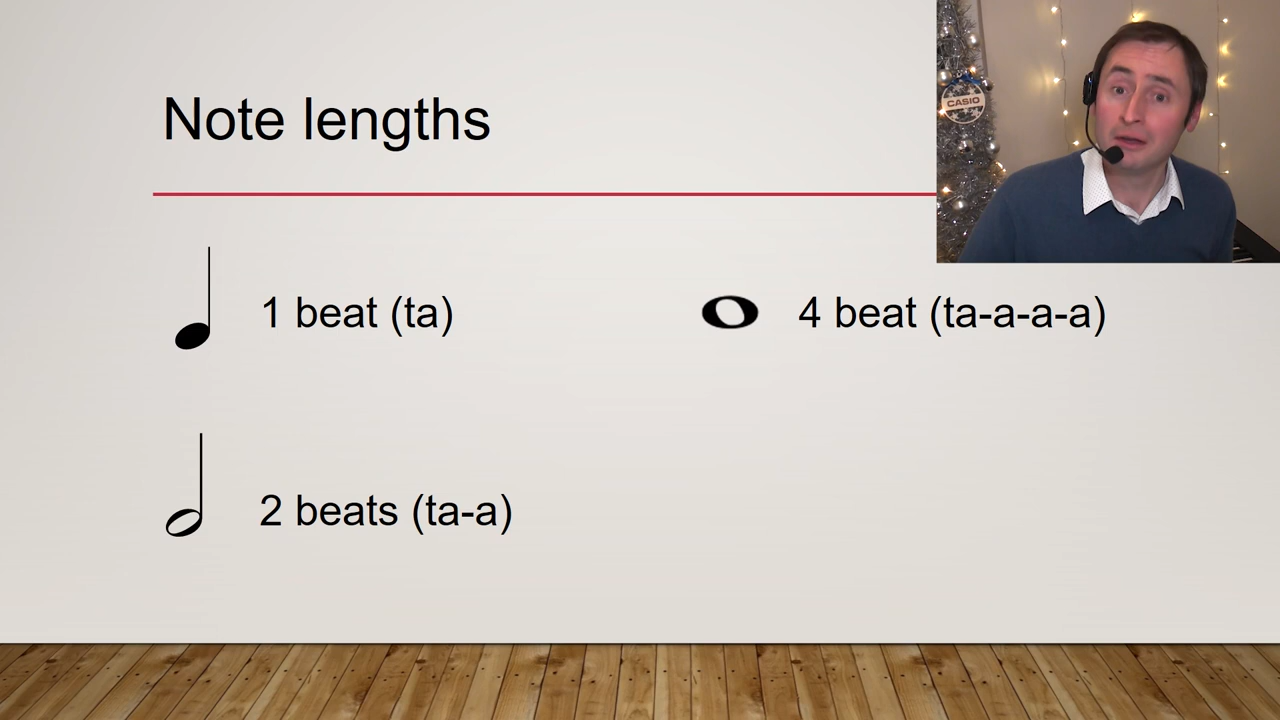 Note lengths
CASIO
1 beat (ta)
4 beat (ta-a-a-a)
2 beats (ta-a)